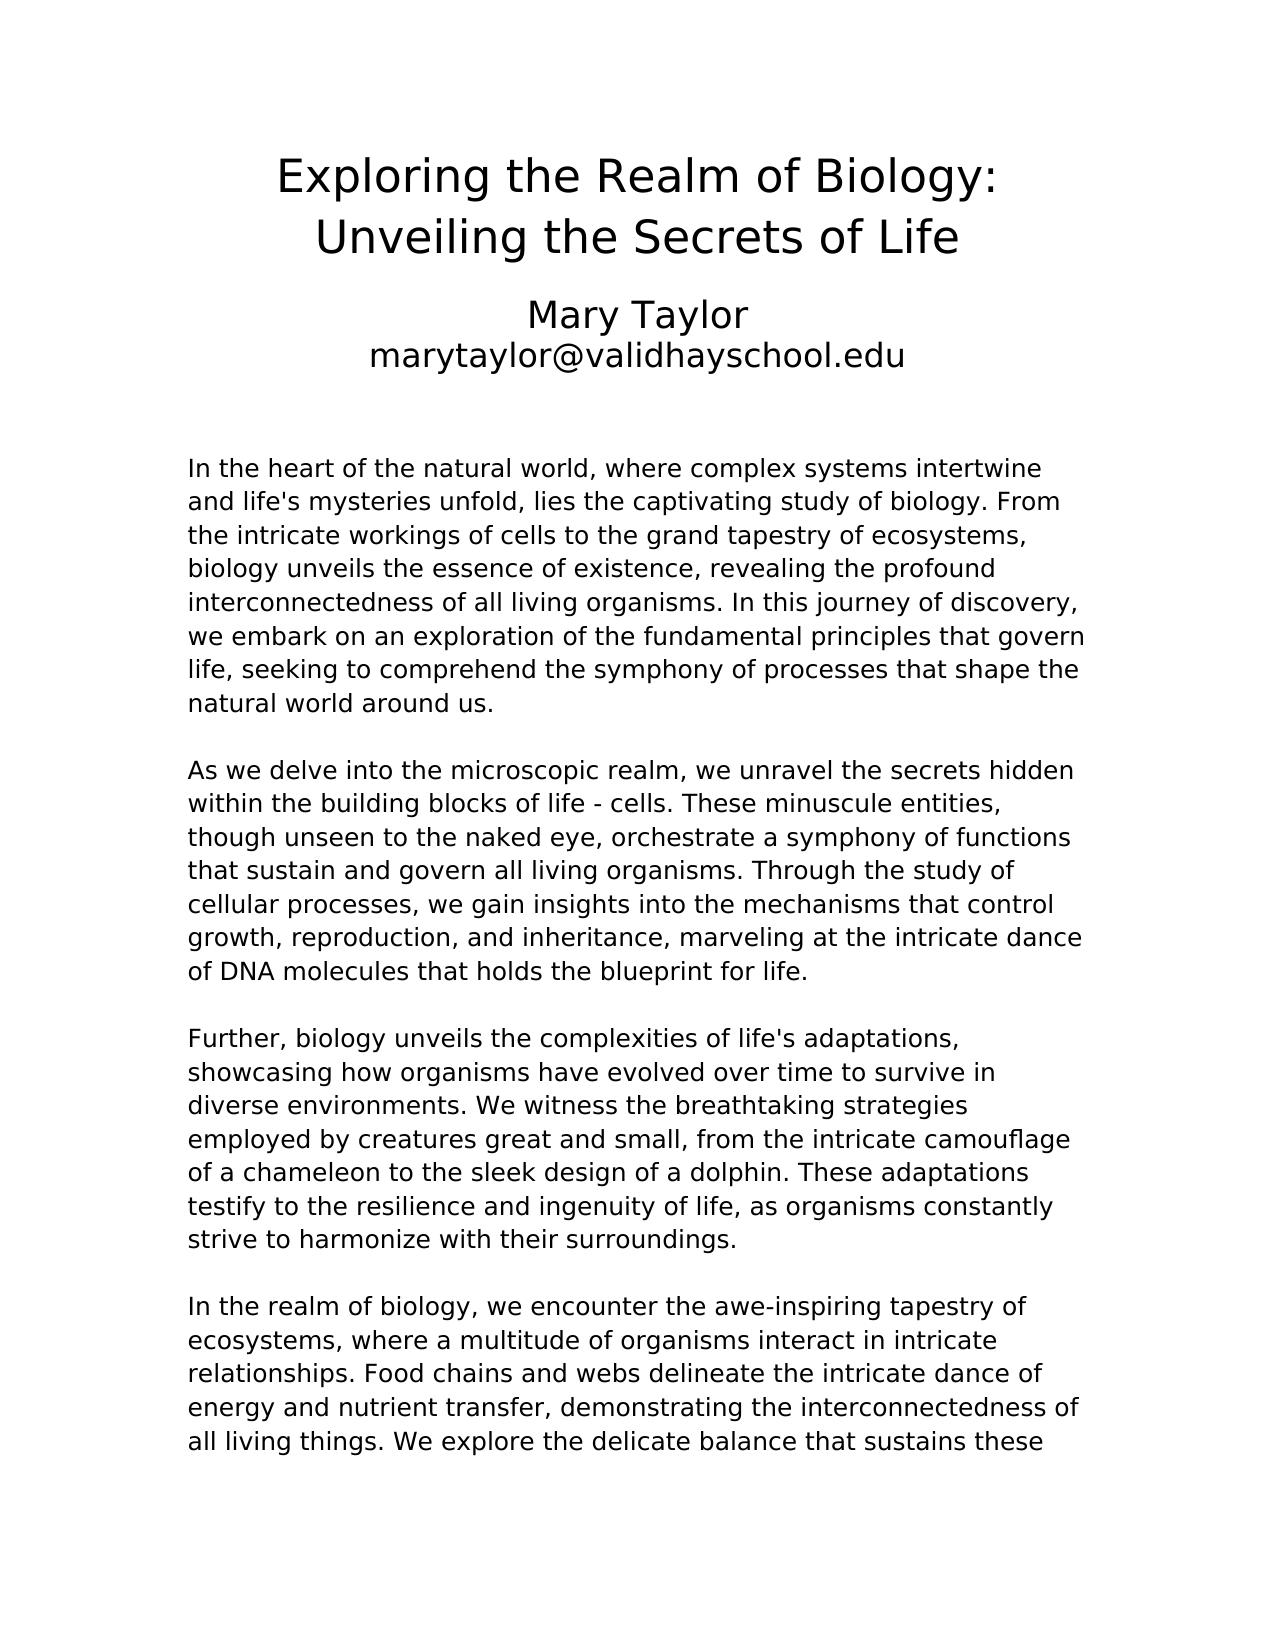 Exploring the Realm of Biology:
Unveiling the Secrets of Life
Mary Taylor
marytaylor@validhayschool.edu
In the heart of the natural world, where complex systems intertwine
and life's mysteries unfold, lies the captivating study of biology. From
the intricate workings of cells to the grand tapestry of ecosystems,
biology unveils the essence of existence, revealing the profound
interconnectedness of all living organisms. In this journey of discovery,
we embark on an exploration of the fundamental principles that govern
life, seeking to comprehend the symphony of processes that shape the
natural world around us.
As we delve into the microscopic realm, we unravel the secrets hidden
within the building blocks of life - cells. These minuscule entities,
though unseen to the naked eye, orchestrate a symphony of functions
that sustain and govern all living organisms. Through the study of
cellular processes, we gain insights into the mechanisms that control
growth, reproduction, and inheritance, marveling at the intricate dance
of DNA molecules that holds the blueprint for life.
Further, biology unveils the complexities of life's adaptations,
showcasing how organisms have evolved over time to survive in
diverse environments. We witness the breathtaking strategies
employed by creatures great and small, from the intricate camouflage
of a chameleon to the sleek design of a dolphin. These adaptations
testify to the resilience and ingenuity of life, as organisms constantly
strive to harmonize with their surroundings.
In the realm of biology, we encounter the awe-inspiring tapestry of
ecosystems, where a multitude of organisms interact in intricate
relationships. Food chains and webs delineate the intricate dance of
energy and nutrient transfer, demonstrating the interconnectedness of
all living things. We explore the delicate balance that sustains these